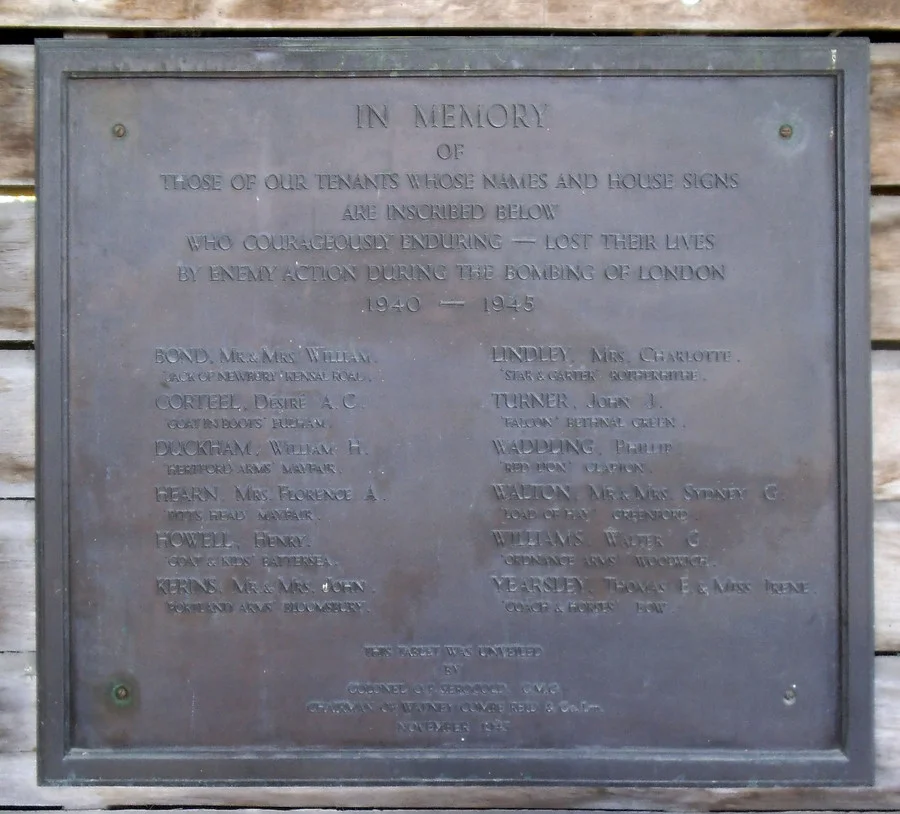 IN MEMORY
OF
THOSE OF OUR TENANTS WHOSE NAMES AND HOUSE SIGNS
ARE INSCRIBED BELOW
WHO COURAGEOUSLY ENDURING — LOST THEIR LIVES
BY ENEMY ACTION DURING THE BOMBING OF LONDON
1940 — 1945
BOND, MR & MRS WILLIAM.
"JACK OF NEWBURY" KENSAL ROAD.
CORTEEL, DÉSIRÉ A. C.
FULHAM.
DUCKHAM, WILLIAM H.
"HERTFORD ARMS" MAYFAIR.
HEARN, MRS. FLORENCE A.
"PITT'S HEAD" MAYFAIR.
HOWELL, HENRY.
"GOAT & KIDS" BATTERSEA.
KERINS, MR & MRS. JOHN.
"PORTLAND ARMS" BLOOMSBURY.
LINDLEY, MRS. CHARLOTTE.
"STAR & GARTER" ROTHERHITHE.
TURNER, JOHN J.
"FALCON" BETHNAL GREEN.
WADDLING, PHILLIP
"RED LION" CLAPTON.
WALTON, MR & MRS. SYDNEY G.
"LOAD OF HAY" GREENFORD.
WILLIAMS, WALTER G
"ORDNANCE ARMS" WOOLWICH.
YEARSLEY, THOMAS E. & MISS IRENE.
"COACH & HORSES" BOW.
THIS TABLET WAS UNVEILED
BY
COLONEL O. P. SEROCOLD C.M.G.
CHAIRMAN OF WATNEY COMBE REID & CO. LTD.
NOVEMBER